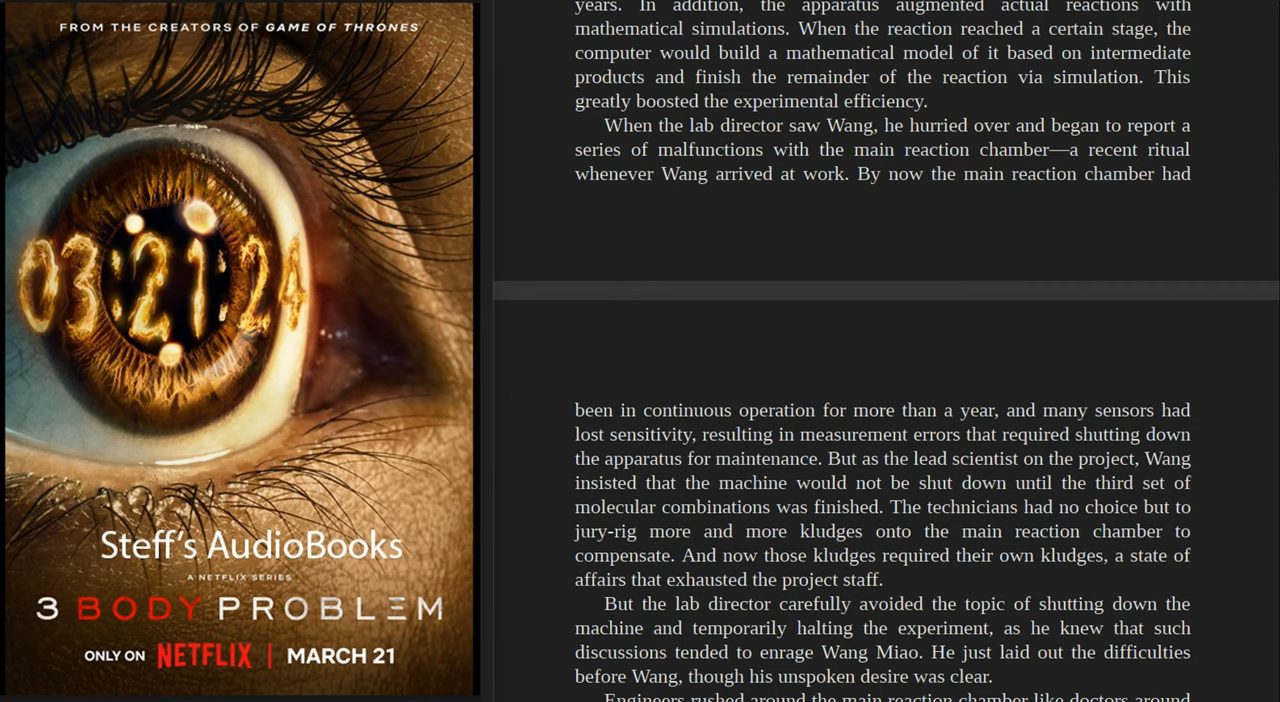 FROM THE CREATORS OF GAME OF THRONES
03:21:24
Steff's AudioBooks
A NETFLIX SERIES
3 BODY PROBLEM
ONLY ON NETFLIX | MARCH 21
years. In addition, the apparatus augmented actual reactions with
mathematical simulations. When the reaction reached a certain stage, the
computer would build a mathematical model of it based on intermediate
products and finish the remainder of the reaction via simulation. This
greatly boosted the experimental efficiency.
When the lab director saw Wang, he hurried over and began to report a
series of malfunctions with the main reaction chamber—a recent ritual
whenever Wang arrived at work. By now the main reaction chamber had
been in continuous operation for more than a year, and many sensors had
lost sensitivity, resulting in measurement errors that required shutting down
the apparatus for maintenance. But as the lead scientist on the project, Wang
insisted that the machine would not be shut down until the third set of
molecular combinations was finished. The technicians had no choice but to
jury-rig more and more kludges onto the main reaction chamber to
compensate. And now those kludges required their own kludges, a state of
affairs that exhausted the project staff.
But the lab director carefully avoided the topic of shutting down the
machine and temporarily halting the experiment, as he knew that such
discussions tended to enrage Wang Miao. He just laid out the difficulties
before Wang, though his unspoken desire was clear.
Engineers rushed around the main reaction chamber like doctors around